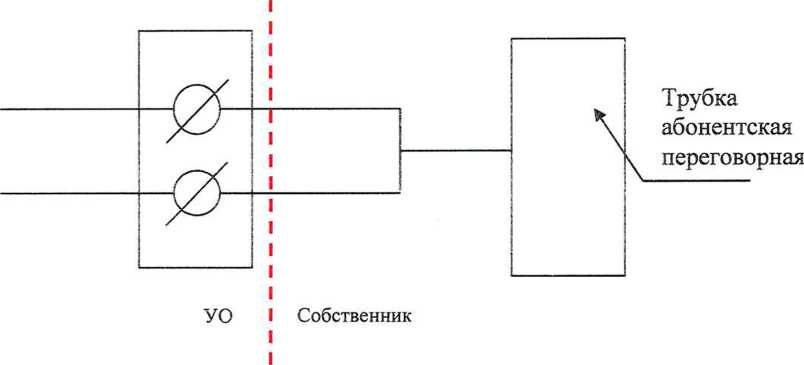 Трубка
абонентская
переговорная
УО
Собственник